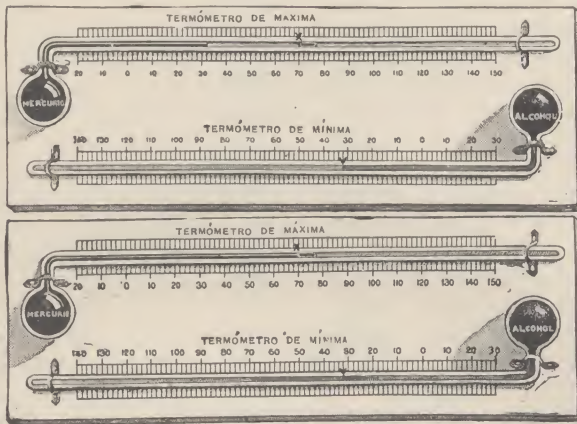 TERMÓMETRO DE MÁXIMA
20 10 0 10 20 30 40 50 60 70 80 90 100 110 120 130 140 150
MERCURIO
ALCOHOL
TERMÓMETRO DE MÍNIMA
140 130 120 110 100 90 80 70 60 50 40 30 20 10 0 10 20 30
TERMÓMETRO DE MÁXIMA
20 10 0 10 20 30 40 50 60 70 80 90 100 110 120 130 140 150
MERCURIO
ALCOHOL
TERMÓMETRO DE MÍNIMA
130 120 110 100 90 80 70 60 50 40 30 20 10 0 10 20 30